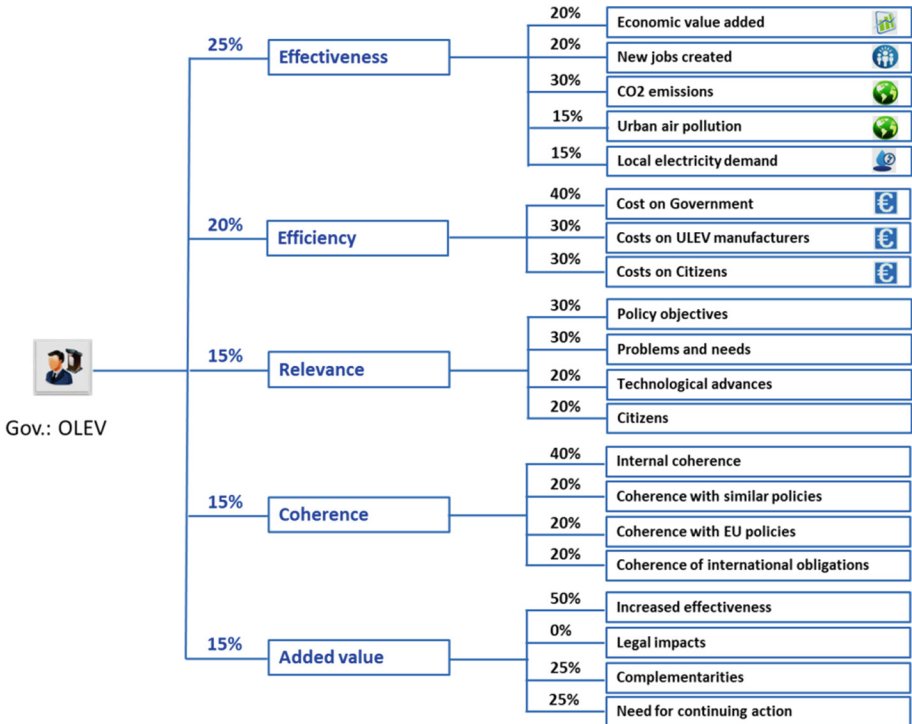 20%
Economic value added
25%
Effectiveness
20%
New jobs created
30%
CO2 emissions
15%
Urban air pollution
15%
Local electricity demand
40%
Cost on Government
20%
Efficiency
30%
Costs on ULEV manufacturers
30%
Costs on Citizens
30%
Policy objectives
15%
Relevance
30%
Problems and needs
20%
Technological advances
20%
Citizens
Gov.: OLEV
40%
Internal coherence
15%
Coherence
20%
Coherence with similar policies
20%
Coherence with EU policies
20%
Coherence of international obligations
50%
Increased effectiveness
15%
Added value
0%
Legal impacts
25%
Complementarities
25%
Need for continuing action